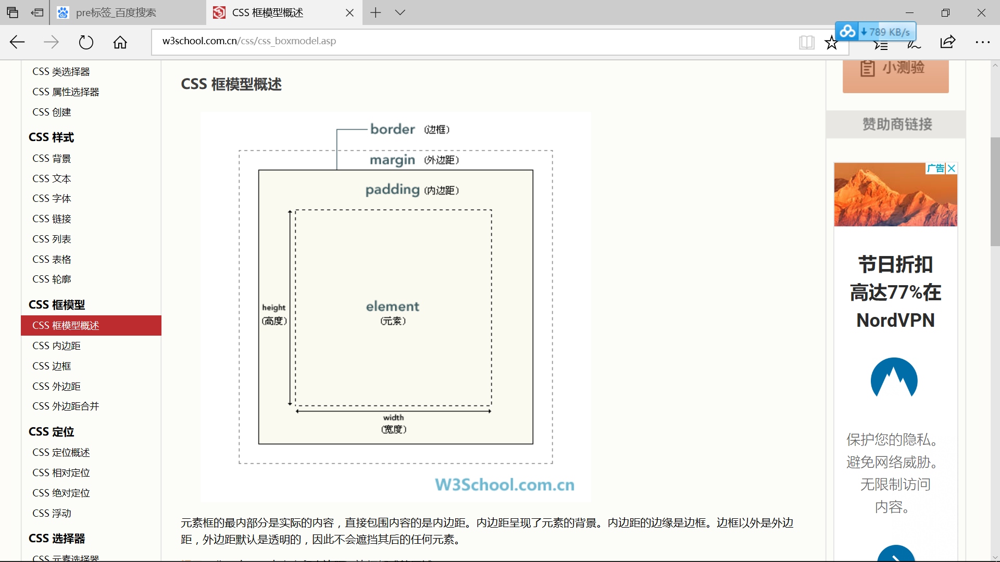 pre标签_百度搜索
CSS 框模型概述
w3school.com.cn/css/css_boxmodel.asp
789 KB/s
CSS 类选择器
CSS 属性选择器
CSS 创建
CSS 样式
CSS 背景
CSS 文本
CSS 字体
CSS 链接
CSS 列表
CSS 表格
CSS 轮廓
CSS 框模型
CSS 框模型概述
CSS 内边距
CSS 边框
CSS 外边距
CSS 外边距合并
CSS 定位
CSS 定位概述
CSS 相对定位
CSS 绝对定位
CSS 浮动
CSS 选择器
CSS 元素选择器
CSS 框模型概述
border (边框)
margin (外边距)
padding (内边距)
height
(高度)
element
(元素)
width
(宽度)
W3School.com.cn
元素框的最内部分是实际的内容，直接包围内容的是内边距。内边距呈现了元素的背景。内边距的边缘是边框。边框以外是外边
距，外边距默认是透明的，因此不会遮挡其后的任何元素。
小测验
赞助商链接
广告
节日折扣
高达77%在
NordVPN
保护您的隐私。
避免网络威胁。
无限制访问
内容。